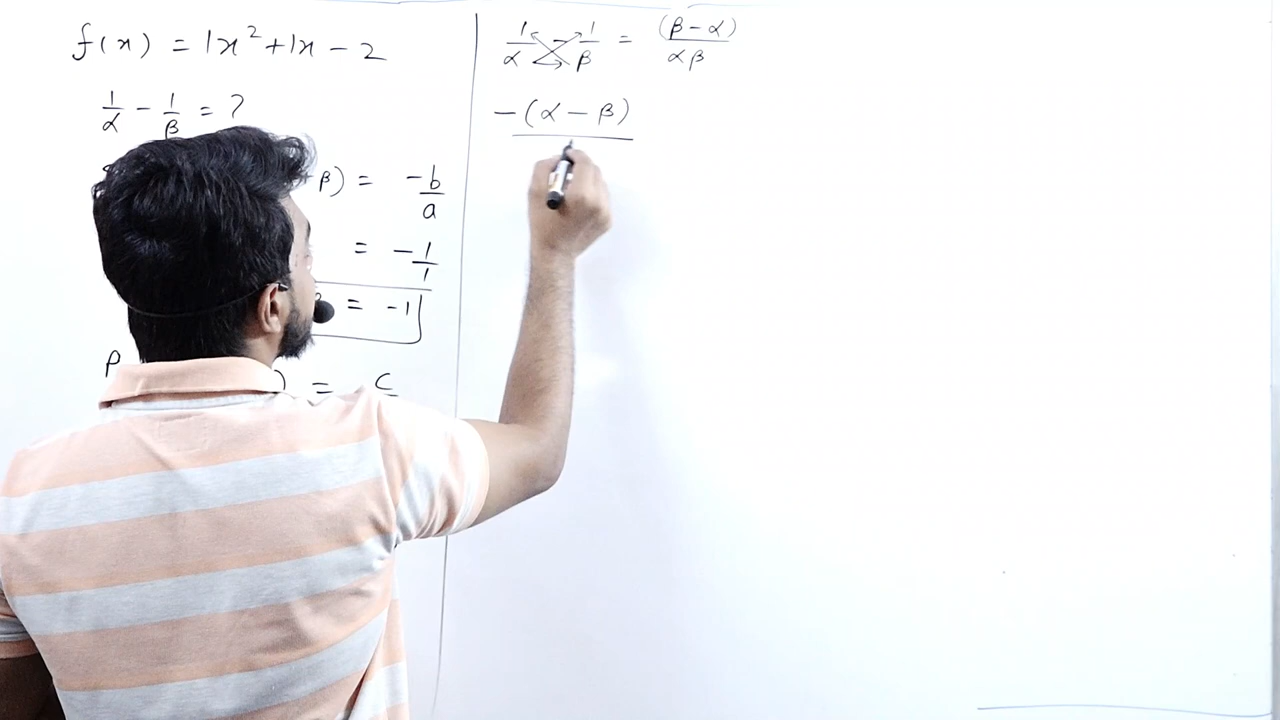 f(x) = 1x² + 1x - 2
1/α - 1/β = ?
β) = -b/a
= -1/1
= -1
P
) = c
1/α 1/β = (β - α)/αβ
-(α - β)